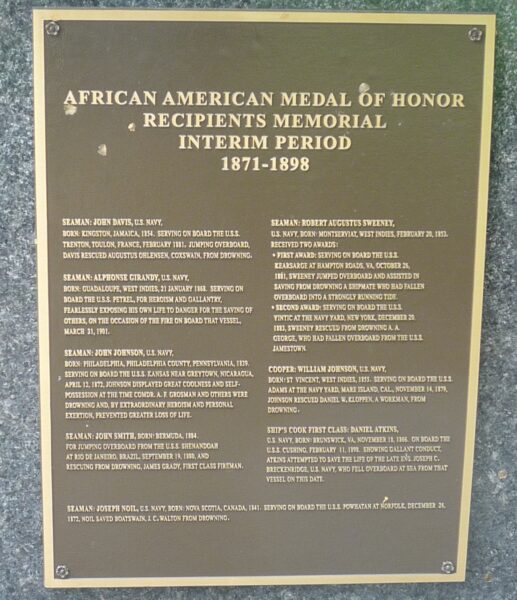 AFRICAN AMERICAN MEDAL OF HONOR
RECIPIENTS MEMORIAL
INTERIM PERIOD
1871-1898
SEAMAN: JOHN DAVIS, U.S. NAVY,
BORN: KINGSTON, JAMAICA, 1854. SERVING ON BOARD THE U.S.S.
TRENTON, TOULON, FRANCE, FEBRUARY 1881. JUMPING OVERBOARD,
DAVIS RESCUED AUGUSTUS OHLENSEN, COXSWAIN, FROM DROWNING.
SEAMAN: ALPHONSE GIRANDY, U.S. NAVY,
BORN: GUADALOUPE, WEST INDIES, 21 JANUARY 1868. SERVING ON
BOARD THE U.S.S. PETREL, FOR HEROISM AND GALLANTRY,
FEARLESSLY EXPOSING HIS OWN LIFE TO DANGER FOR THE SAVING OF
OTHERS, ON THE OCCASION OF THE FIRE ON BOARD THAT VESSEL,
MARCH 31, 1901.
SEAMAN: JOHN JOHNSON, U.S. NAVY,
BORN: PHILADELPHIA, PHILADELPHIA COUNTY, PENNSYLVANIA, 1839.
SERVING ON BOARD THE U.S.S. KANSAS NEAR GREYTOWN, NICARAGUA,
APRIL 12, 1872, JOHNSON DISPLAYED GREAT COOLNESS AND SELF-
POSSESSION AT THE TIME COMDR. A. F. GROSMAN AND OTHERS WERE
DROWNING AND, BY EXTRAORDINARY HEROISM AND PERSONAL
EXERTION, PREVENTED GREATER LOSS OF LIFE.
SEAMAN: JOHN SMITH, BORN: BERMUDA, 1884.
FOR JUMPING OVERBOARD FROM THE U.S.S. SHENANDOAH
AT RIO DE JANEIRO, BRAZIL, SEPTEMBER 19, 1880, AND
RESCUING FROM DROWNING, JAMES GRADY, FIRST CLASS FIREMAN.
SEAMAN: ROBERT AUGUSTUS SWEENEY,
U.S. NAVY, BORN: MONTSERVIAT, WEST INDIES, FEBRUARY 20, 1853.
RECEIVED TWO AWARDS:
• FIRST AWARD: SERVING ON BOARD THE U.S.S.
KEARSARGE AT HAMPTON ROADS, VA, OCTOBER 26,
1881, SWEENEY JUMPED OVERBOARD AND ASSISTED IN
SAVING FROM DROWNING A SHIPMATE WHO HAD FALLEN
OVERBOARD INTO A STRONGLY RUNNING TIDE.
• SECOND AWARD: SERVING ON BOARD THE U.S.S.
YINTIC AT THE NAVY YARD, NEW YORK, DECEMBER 20,
1883, SWEENEY RESCUED FROM DROWNING A. A.
GEORGE, WHO HAD FALLEN OVERBOARD FROM THE U.S.S.
JAMESTOWN.
COOPER: WILLIAM JOHNSON, U.S. NAVY,
BORN: ST VINCENT, WEST INDIES, 1855. SERVING ON BOARD THE U.S.S.
ADAMS AT THE NAVY YARD, MARE ISLAND, CAL., NOVEMBER 14, 1879,
JOHNSON RESCUED DANIEL W. KLOPPEN, A WORKMAN, FROM
DROWNING.
SHIP'S COOK FIRST CLASS: DANIEL ATKINS,
U.S. NAVY, BORN: BRUNSWICK, VA, NOVEMBER 18, 1866. ON BOARD THE
U.S.S. CUSHING, FEBRUARY 11, 1898. SHOWING GALLANT CONDUCT,
ATKINS ATTEMPTED TO SAVE THE LIFE OF THE LATE ENS. JOSEPH C.
BRECKENRIDGE, U.S. NAVY, WHO FELL OVERBOARD AT SEA FROM THAT
VESSEL ON THIS DATE.
SEAMAN: JOSEPH NOIL, U.S. NAVY, BORN: NOVA SCOTIA, CANADA, 1841. SERVING ON BOARD THE U.S.S. POWHATAN AT NORFOLK, DECEMBER 26,
1872, NOIL SAVED BOATSWAIN, J. C. WALTON FROM DROWNING.